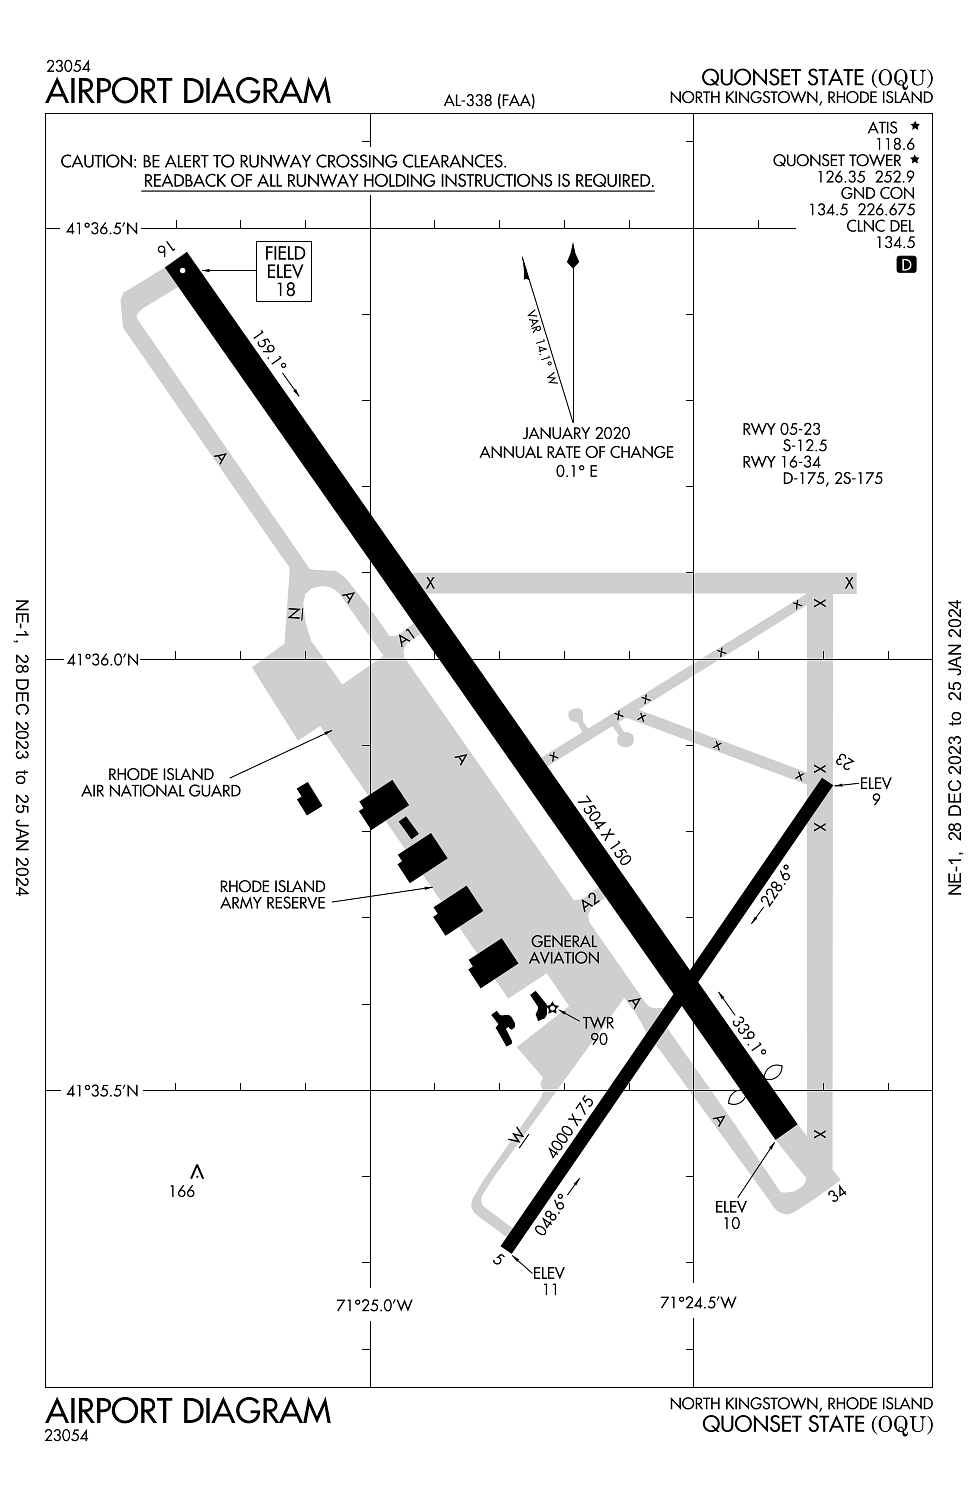 23054
AIRPORT DIAGRAM
AL-338 (FAA)
QUONSET STATE (OQU)
NORTH KINGSTOWN, RHODE ISLAND
ATIS ★
118.6
QUONSET TOWER ★
126.35 252.9
GND CON
134.5 226.675
CLNC DEL
134.5
D
CAUTION: BE ALERT TO RUNWAY CROSSING CLEARANCES.
READBACK OF ALL RUNWAY HOLDING INSTRUCTIONS IS REQUIRED.
41°36.5'N
16
FIELD
ELEV
18
159.1°
VAR 14.1° W
JANUARY 2020
ANNUAL RATE OF CHANGE
0.1° E
RWY 05-23
S-12.5
RWY 16-34
D-175, 2S-175
A
X
X
N
A
X
X
A1
41°36.0'N
X
X
X
X
X
X
A
X
X
23
RHODE ISLAND
AIR NATIONAL GUARD
ELEV
9
7504 X 150
X
RHODE ISLAND
ARMY RESERVE
228.6°
A2
GENERAL
AVIATION
A
TWR
90
339.1°
41°35.5'N
W
4000 X 75
A
X
166
048.6°
34
ELEV
10
5
ELEV
11
71°25.0'W
71°24.5'W
NE-1, 28 DEC 2023 to 25 JAN 2024
NE-1, 28 DEC 2023 to 25 JAN 2024
AIRPORT DIAGRAM
23054
NORTH KINGSTOWN, RHODE ISLAND
QUONSET STATE (OQU)